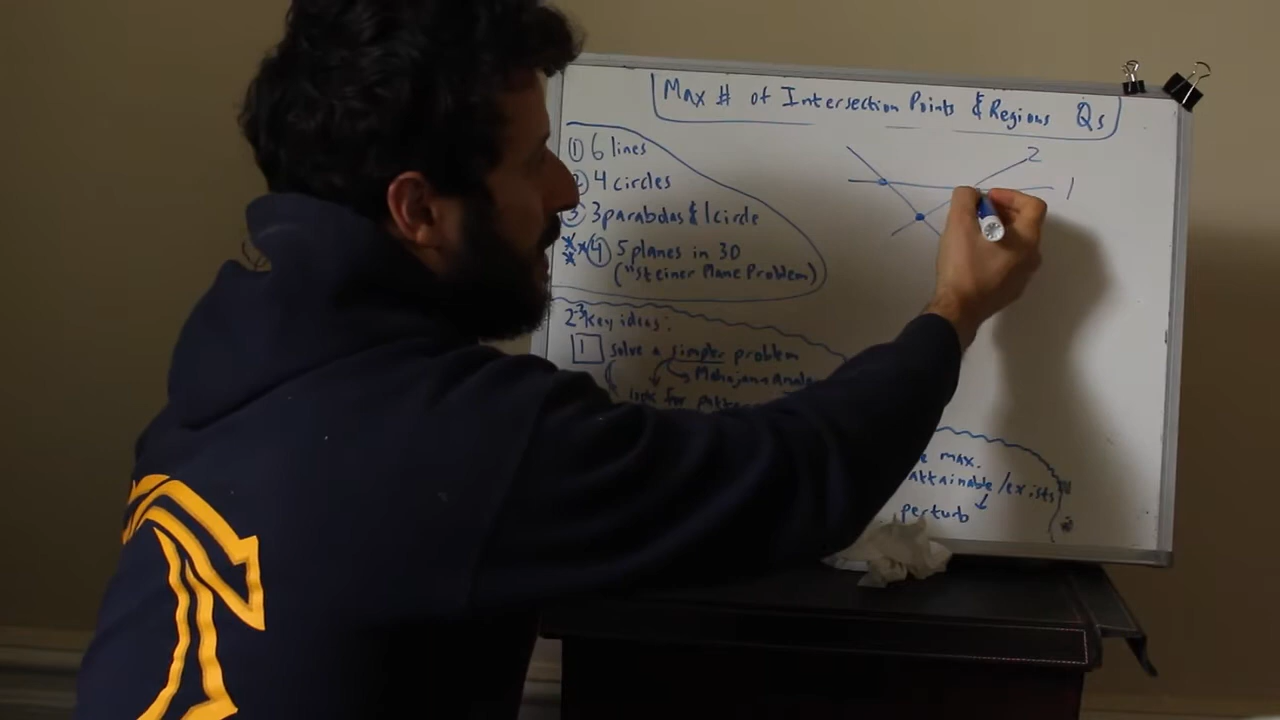 Max # of Intersection Points & Regions Qs
① 6 lines
② 4 circles
③ 3 parabolas & 1 circle
④ 5 planes in 3D
("Steiner Plane Problem)
2 3 Key ideas:
1 solve a simpler problem
look for
2
1
max.
attainable/exists
perturb